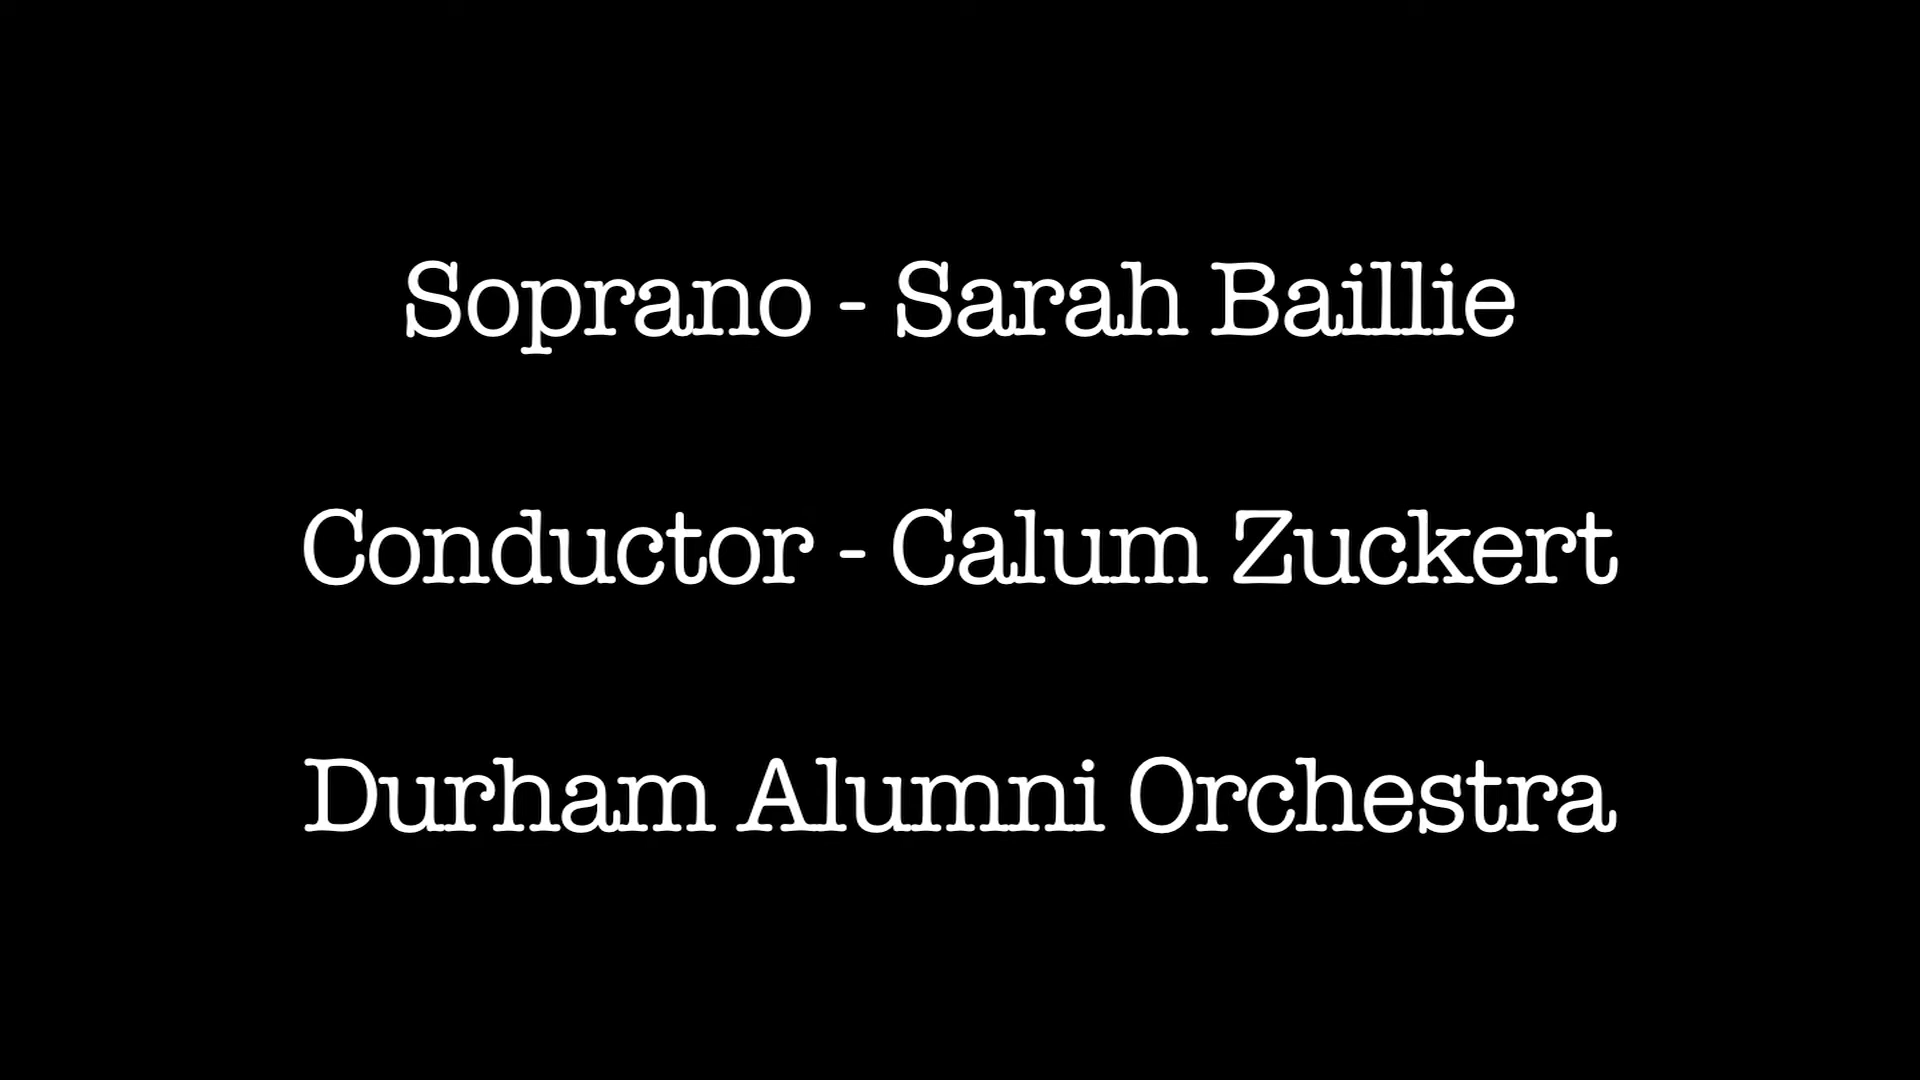 Soprano - Sarah Baillie
Conductor - Calum Zuckert
Durham Alumni Orchestra